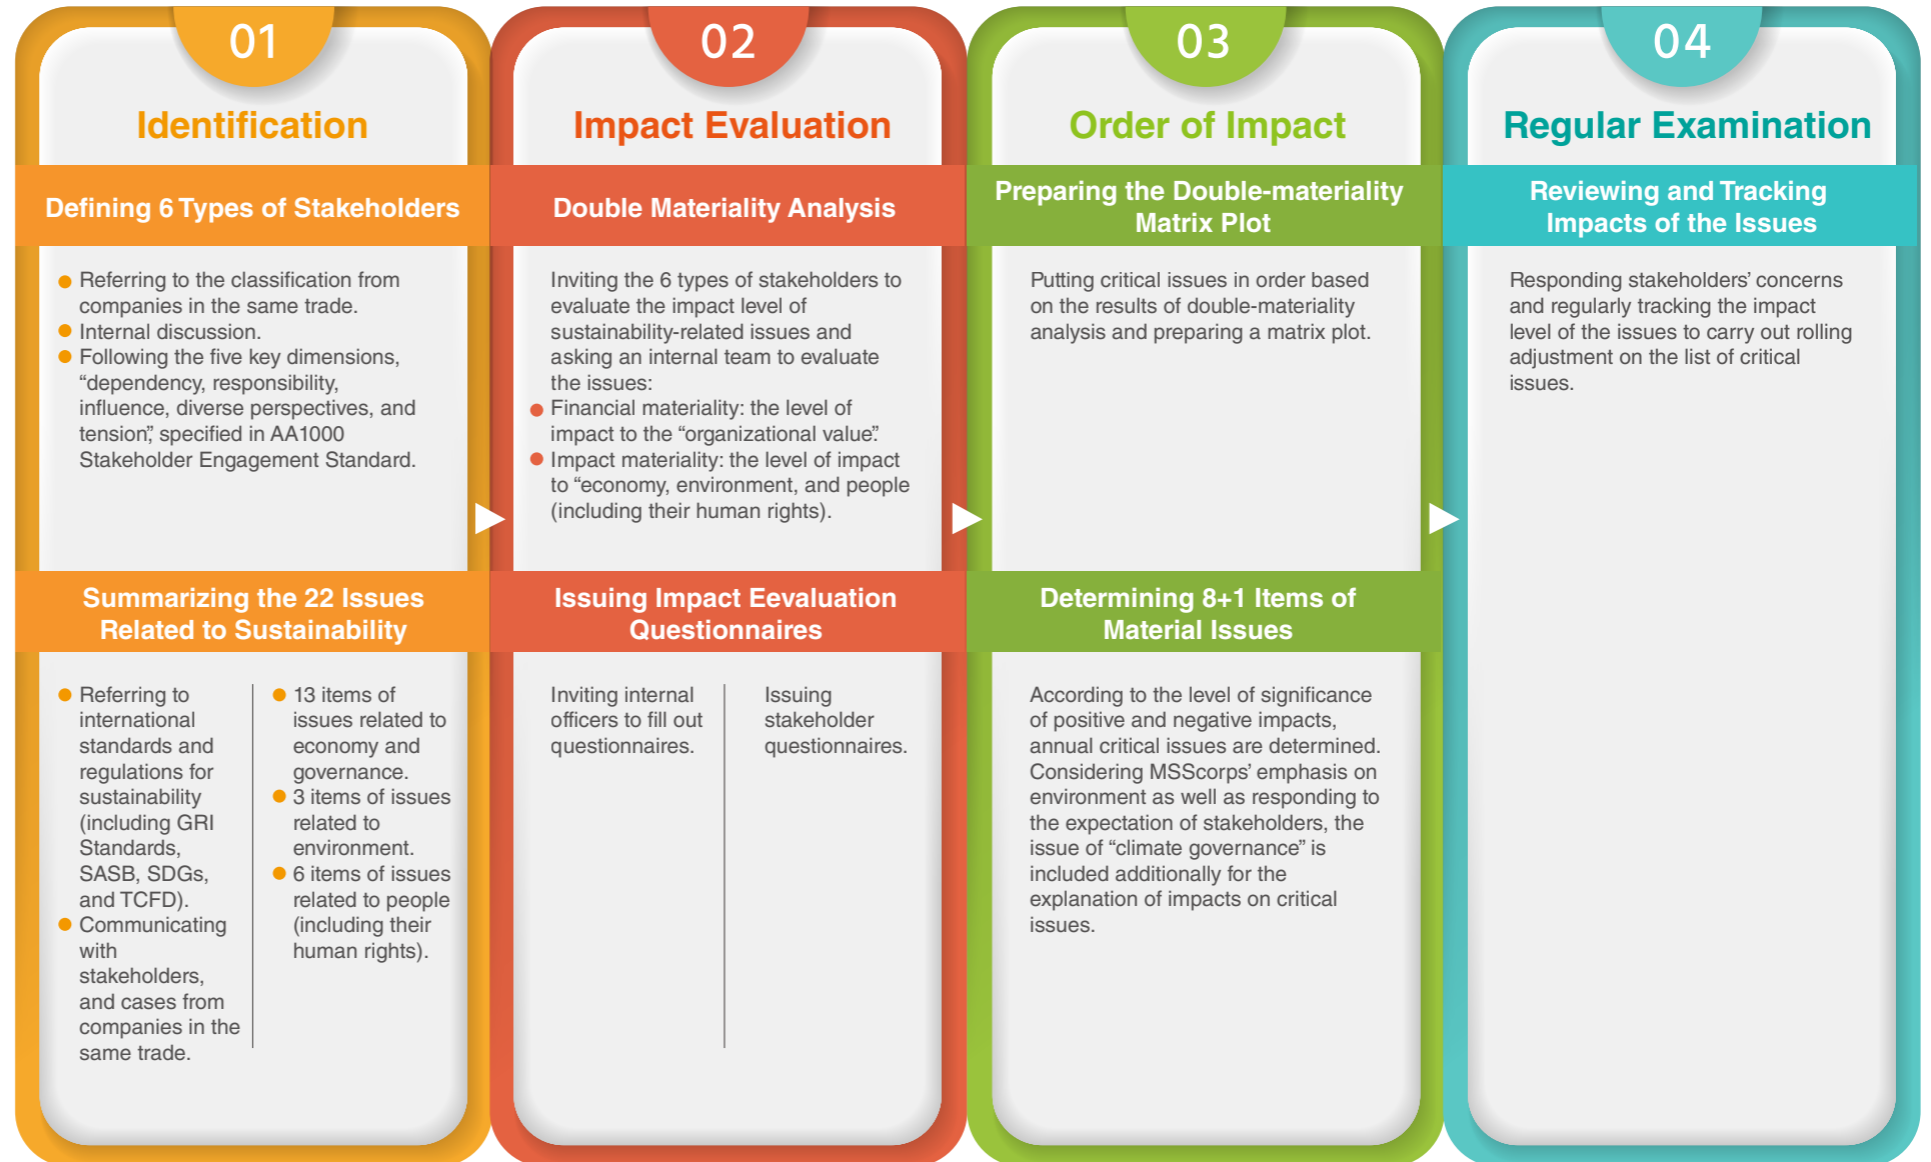 01
Identification
Defining 6 Types of Stakeholders
Referring to the classification from
companies in the same trade.
Internal discussion.
Following the five key dimensions,
“dependency, responsibility,
influence, diverse perspectives, and
tension”, specified in AA1000
Stakeholder Engagement Standard.
Summarizing the 22 Issues
Related to Sustainability
Referring to
international
standards and
regulations for
sustainability
(including GRI
Standards,
SASB, SDGs,
and TCFD).
Communicating
with
stakeholders,
and cases from
companies in the
same trade.
13 items of
issues related to
economy and
governance.
3 items of issues
related to
environment.
6 items of issues
related to people
(including their
human rights).
02
Impact Evaluation
Double Materiality Analysis
Inviting the 6 types of stakeholders to
evaluate the impact level of
sustainability-related issues and
asking an internal team to evaluate
the issues:
Financial materiality: the level of
impact to the “organizational value”.
Impact materiality: the level of impact
to “economy, environment, and people
(including their human rights).
Issuing Impact Eevaluation
Questionnaires
Inviting internal
officers to fill out
questionnaires.
Issuing
stakeholder
questionnaires.
03
Order of Impact
Preparing the Double-materiality
Matrix Plot
Putting critical issues in order based
on the results of double-materiality
analysis and preparing a matrix plot.
Determining 8+1 Items of
Material Issues
According to the level of significance
of positive and negative impacts,
annual critical issues are determined.
Considering MSScorps’ emphasis on
environment as well as responding to
the expectation of stakeholders, the
issue of “climate governance” is
included additionally for the
explanation of impacts on critical
issues.
04
Regular Examination
Reviewing and Tracking
Impacts of the Issues
Responding stakeholders’ concerns
and regularly tracking the impact
level of the issues to carry out rolling
adjustment on the list of critical
issues.